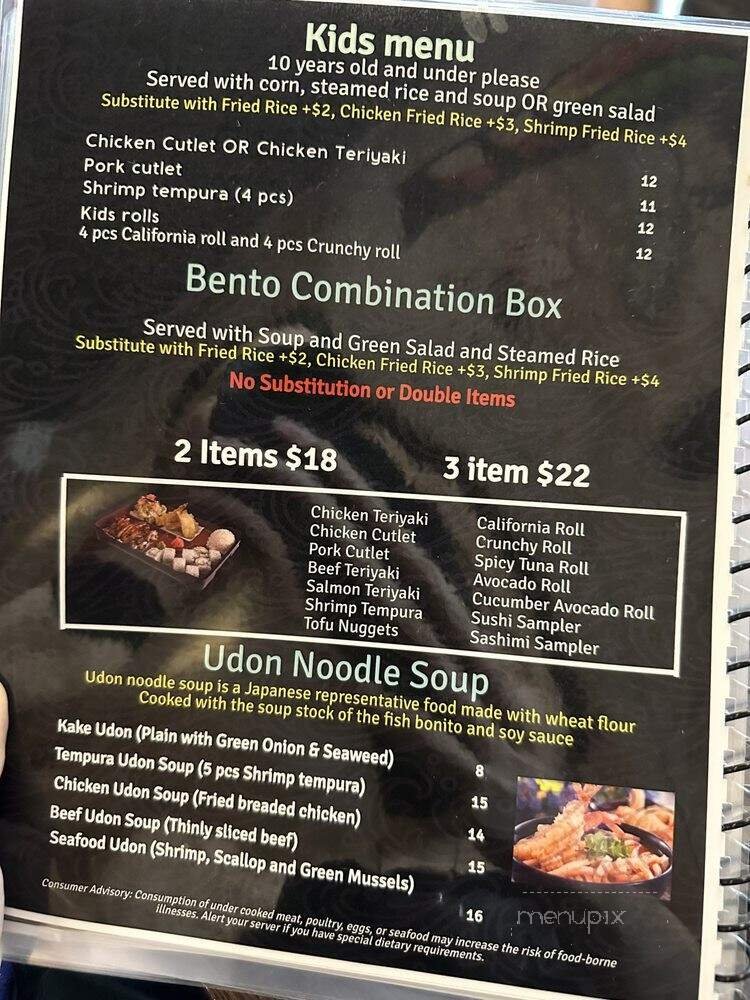 Kids menu
10 years old and under please
Served with corn, steamed rice and soup OR green salad
Substitute with Fried Rice +$2, Chicken Fried Rice +$3, Shrimp Fried Rice +$4
Chicken Cutlet OR Chicken Teriyaki 12
Pork cutlet 11
Shrimp tempura (4 pcs) 12
Kids rolls 12
4 pcs California roll and 4 pcs Crunchy roll
Bento Combination Box
Served with Soup and Green Salad and Steamed Rice
Substitute with Fried Rice +$2, Chicken Fried Rice +$3, Shrimp Fried Rice +$4
No Substitution or Double Items
2 Items $18
3 item $22
Chicken Teriyaki
Chicken Cutlet
Pork Cutlet
Beef Teriyaki
Salmon Teriyaki
Shrimp Tempura
Tofu Nuggets
California Roll
Crunchy Roll
Spicy Tuna Roll
Avocado Roll
Cucumber Avocado Roll
Sushi Sampler
Sashimi Sampler
Udon Noodle Soup
Udon noodle soup is a Japanese representative food made with wheat flour
Cooked with the soup stock of the fish bonito and soy sauce
Kake Udon (Plain with Green Onion & Seaweed) 8
Tempura Udon Soup (5 pcs Shrimp tempura) 15
Chicken Udon Soup (Fried breaded chicken) 14
Beef Udon Soup (Thinly sliced beef) 15
Seafood Udon (Shrimp, Scallop and Green Mussels) 16
Consumer Advisory: Consumption of under cooked meat, poultry, eggs, or seafood may increase the risk of food-borne
illnesses. Alert your server if you have special dietary requirements.
menupix